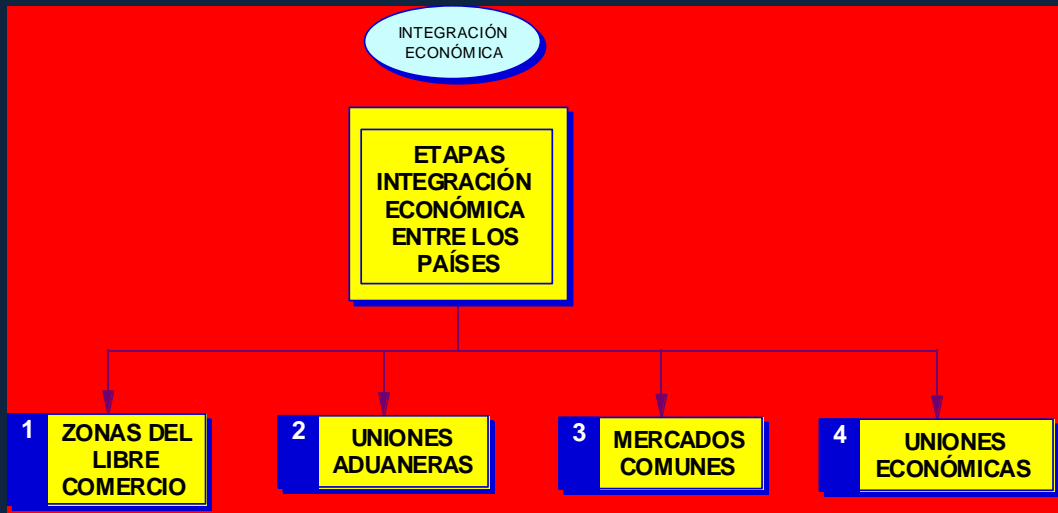 INTEGRACIÓN
ECONÓMICA
ETAPAS
INTEGRACIÓN
ECONÓMICA
ENTRE LOS
PAÍSES
1
ZONAS DEL
LIBRE
COMERCIO
2
UNIONES
ADUANERAS
3
MERCADOS
COMUNES
4
UNIONES
ECONÓMICAS